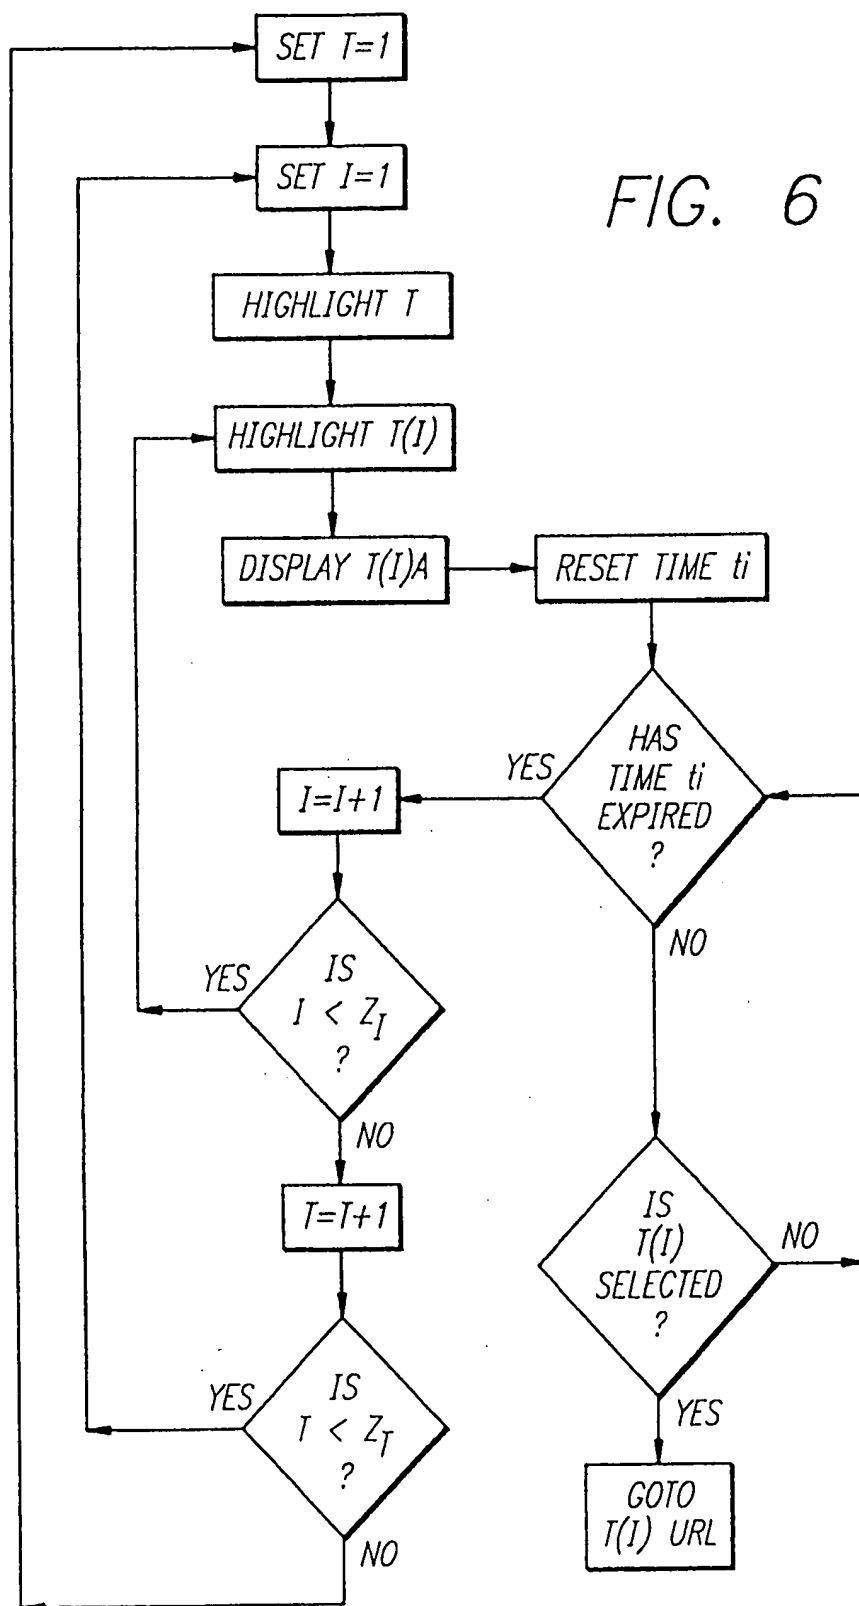 SET T=1
SET I=1
FIG. 6
HIGHLIGHT T
HIGHLIGHT T(I)
DISPLAY T(I)A
RESET TIME ti
HAS
TIME ti
EXPIRED
?
YES
NO
I=I+1
IS
I < Z_I
?
YES
NO
T=T+1
IS
T < Z_T
?
YES
NO
IS
T(I)
SELECTED
?
NO
YES
GOTO
T(I) URL